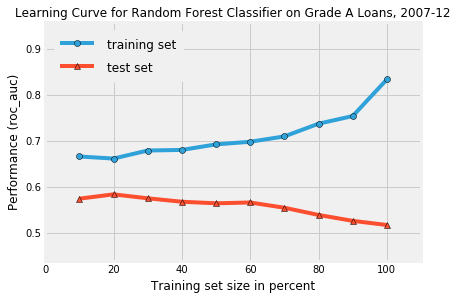 Learning Curve for Random Forest Classifier on Grade A Loans, 2007-12
training set
test set
Performance (roc_auc)
0.9
0.8
0.7
0.6
0.5
0 20 40 60 80 100
Training set size in percent